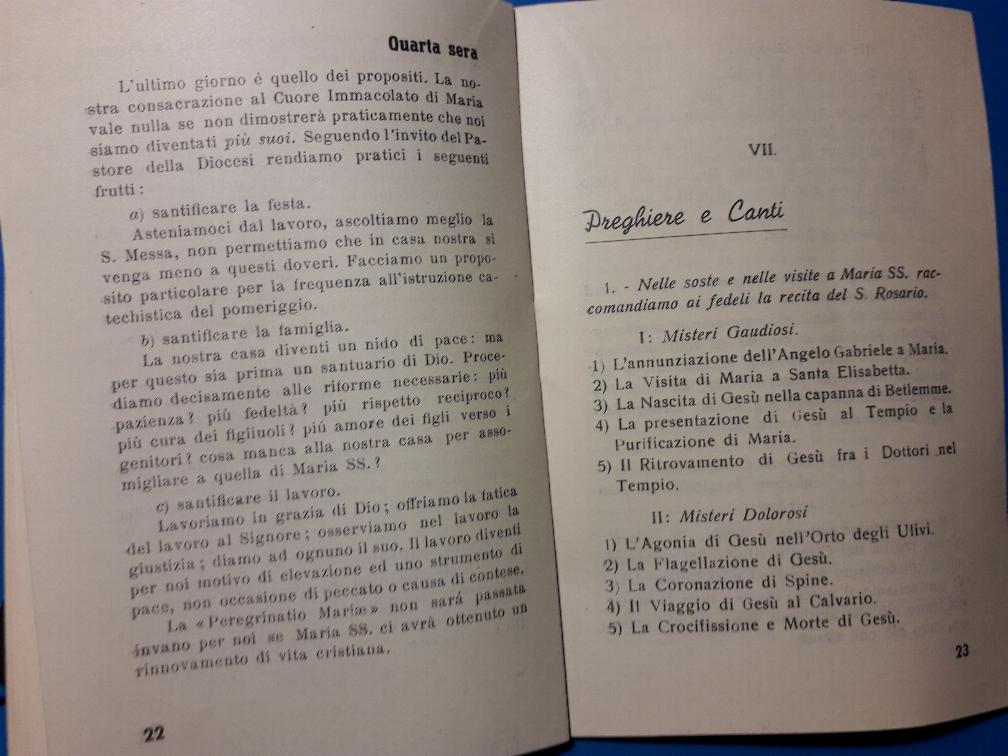 Quarta sera
L'ultimo giorno é quello dei propositi. La no-
stra consacrazione al Cuore Immacolato di Maria
vale nulla se non dimostrerà praticamente che noi
siamo diventati più suoi. Seguendo l'invito del Pa-
store della Diocesi rendiamo pratici i seguenti
frutti :
a) santificare la festa.
Asteniamoci dal lavoro, ascoltiamo meglio la
S. Messa, non permettiamo che in casa nostra si
venga meno a questi doveri. Facciamo un propo-
sito particolare per la frequenza all'istruzione ca-
techistica del pomeriggio.
b) santificare la famiglia.
La nostra casa diventi un nido di pace : ma
per questo sia prima un santuario di Dio. Proce-
diamo decisamente alle riforme necessarie : più
pazienza ? piú fedeltà ? più rispetto reciproco ?
più cura dei figliuoli ? piú amore dei figli verso i
genitori ? cosa manca alla nostra casa per asso-
migliare a quella di Maria SS. ?
c) santificare il lavoro.
Lavoriamo in grazia di Dio ; offriamo la fatica
del lavoro al Signore ; osserviamo nel lavoro la
giustizia ; diamo ad ognuno il suo. Il lavoro diventi
per noi motivo di elevazione ed uno strumento di
pace, non occasione di peccato o causa di contese.
La « Peregrinatio Mariæ » non sará passata
invano per noi se Maria SS. ci avrà ottenuto un
rinnovamento di vita cristiana.
22
VII.
Preghiere e Canti
1. - Nelle soste e nelle visite a Maria SS. rac-
comandiamo ai fedeli la recita del S. Rosario.
I : Misteri Gaudiosi.
1) L'annunziazione dell'Angelo Gabriele a Maria.
2) La Visita di Maria a Santa Elisabetta.
3) La Nascita di Gesù nella capanna di Betlemme.
4) La presentazione di Gesù al Tempio e la
Purificazione di Maria.
5) Il Ritrovamento di Gesù fra i Dottori nel
Tempio.
II : Misteri Dolorosi
1) L'Agonia di Gesù nell'Orto degli Ulivi.
2) La Flagellazione di Gesù.
3) La Coronazione di Spine.
4) Il Viaggio di Gesù al Calvario.
5) La Crocifissione e Morte di Gesù.
23